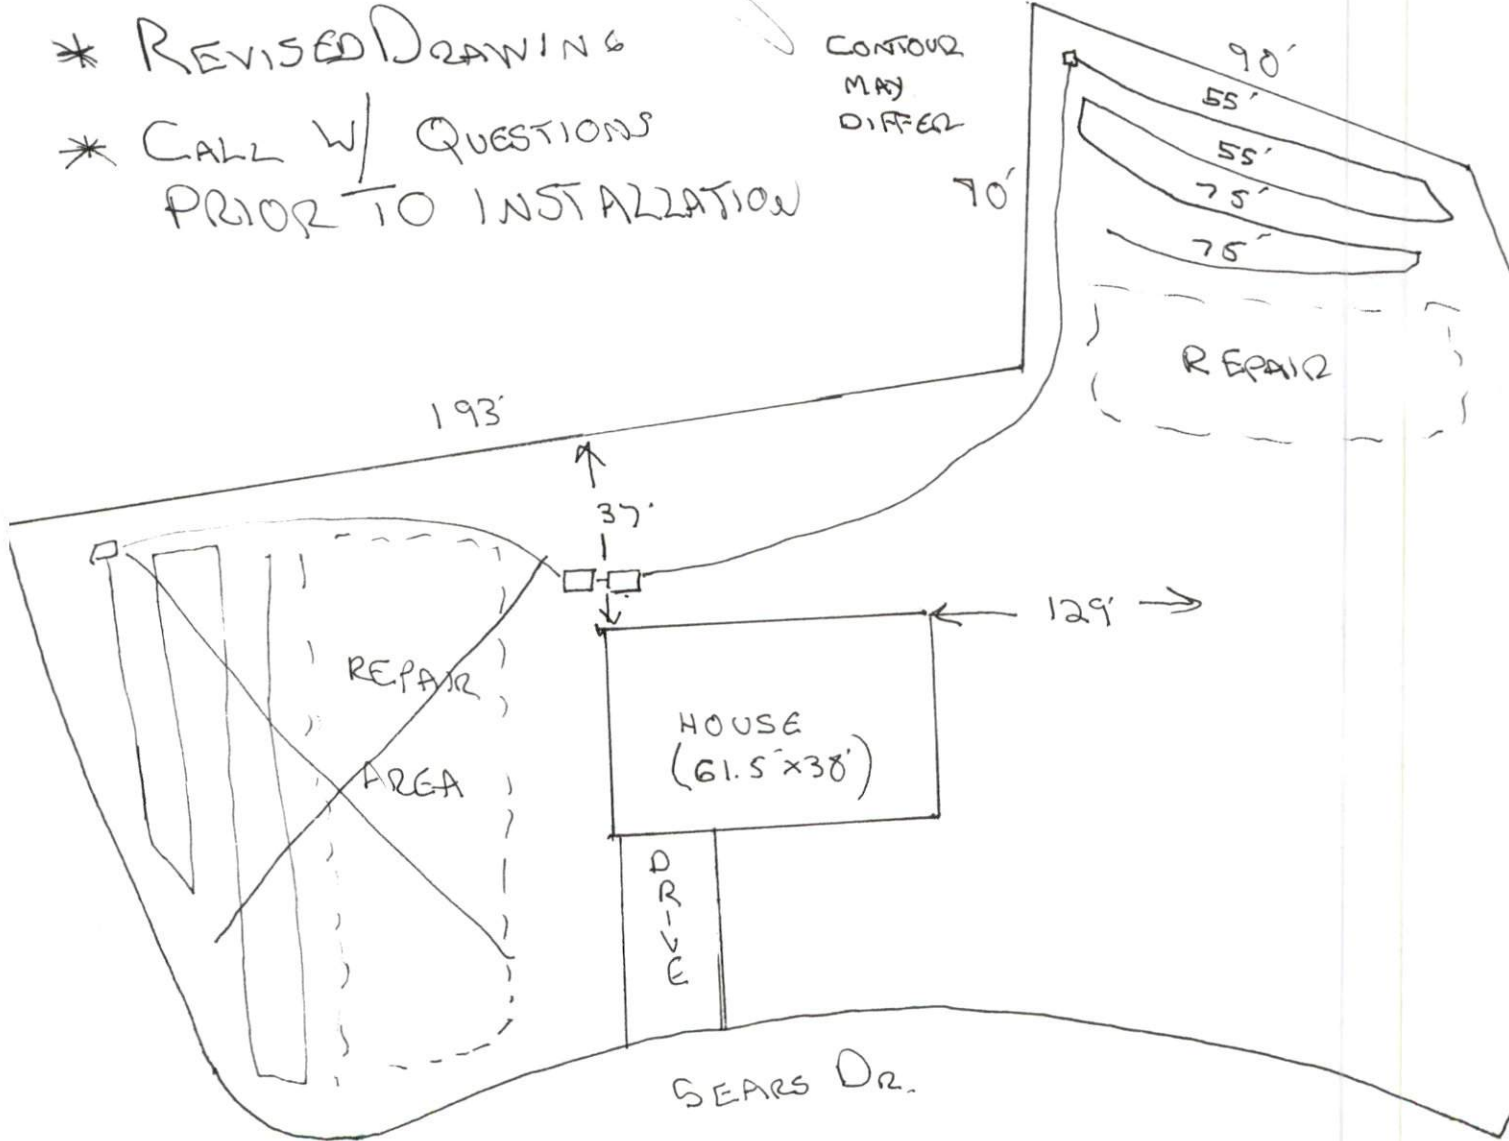 * REVISED DRAWING
* CALL W/ QUESTIONS
PRIOR TO INSTALLATION
CONTOUR
MAY
DIFFER
90'
55'
55'
75'
75'
REPAIR
193'
37'
129'
REPAIR
AREA
HOUSE
(61.5'x38')
DRIVE
SEARS DR.